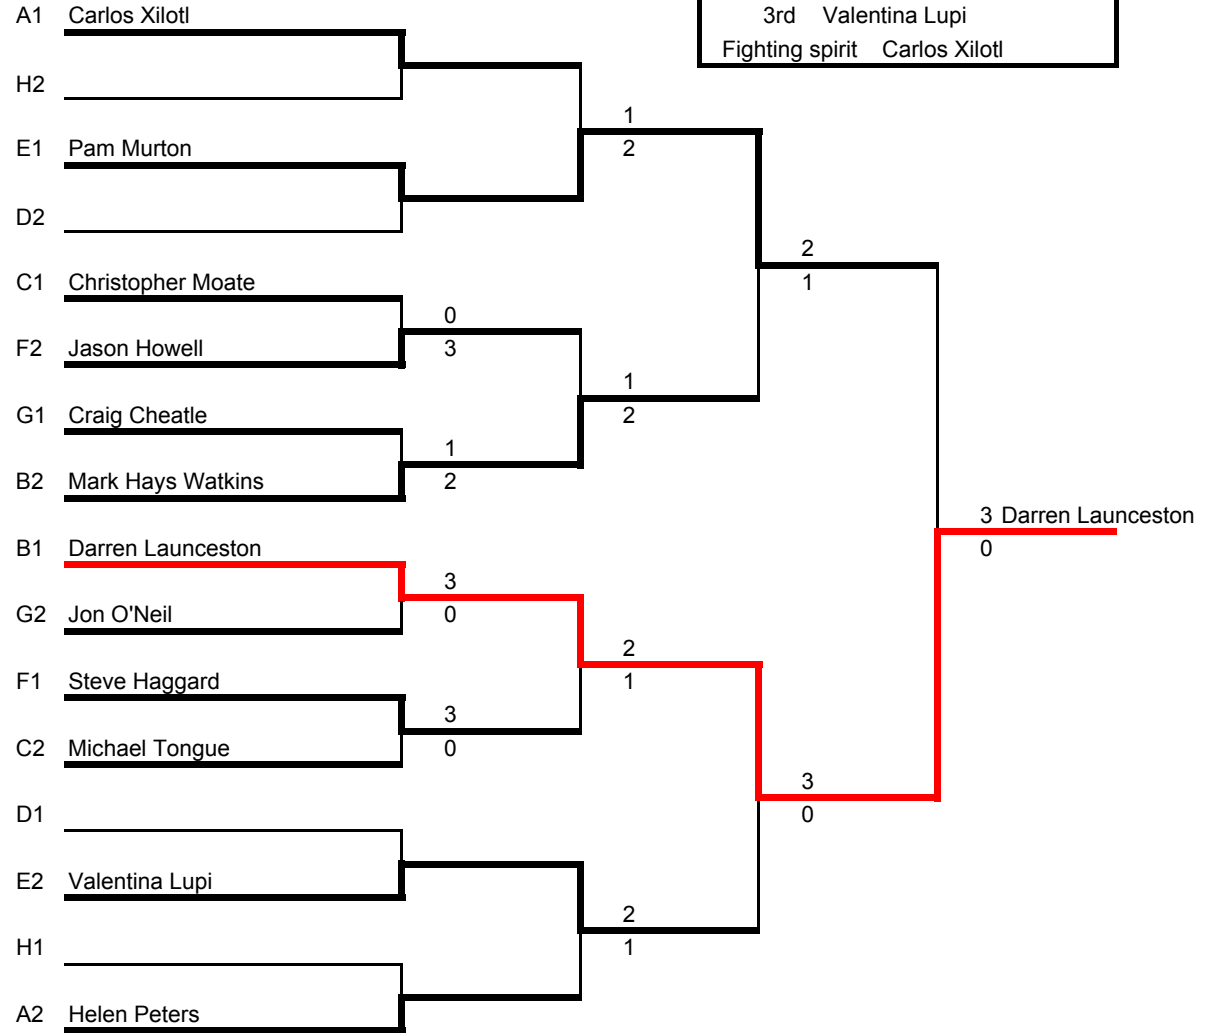 A1 Carlos Xilotl
3rd Valentina Lupi
Fighting spirit Carlos Xilotl
H2
1
E1 Pam Murton
2
D2
2
C1 Christopher Moate
1
0
F2 Jason Howell
3
1
G1 Craig Cheatle
2
1
B2 Mark Hays Watkins
2
3 Darren Launceston
B1 Darren Launceston
0
3
G2 Jon O'Neil
0
2
F1 Steve Haggard
1
3
C2 Michael Tongue
0
3
D1
0
E2 Valentina Lupi
2
H1
1
A2 Helen Peters